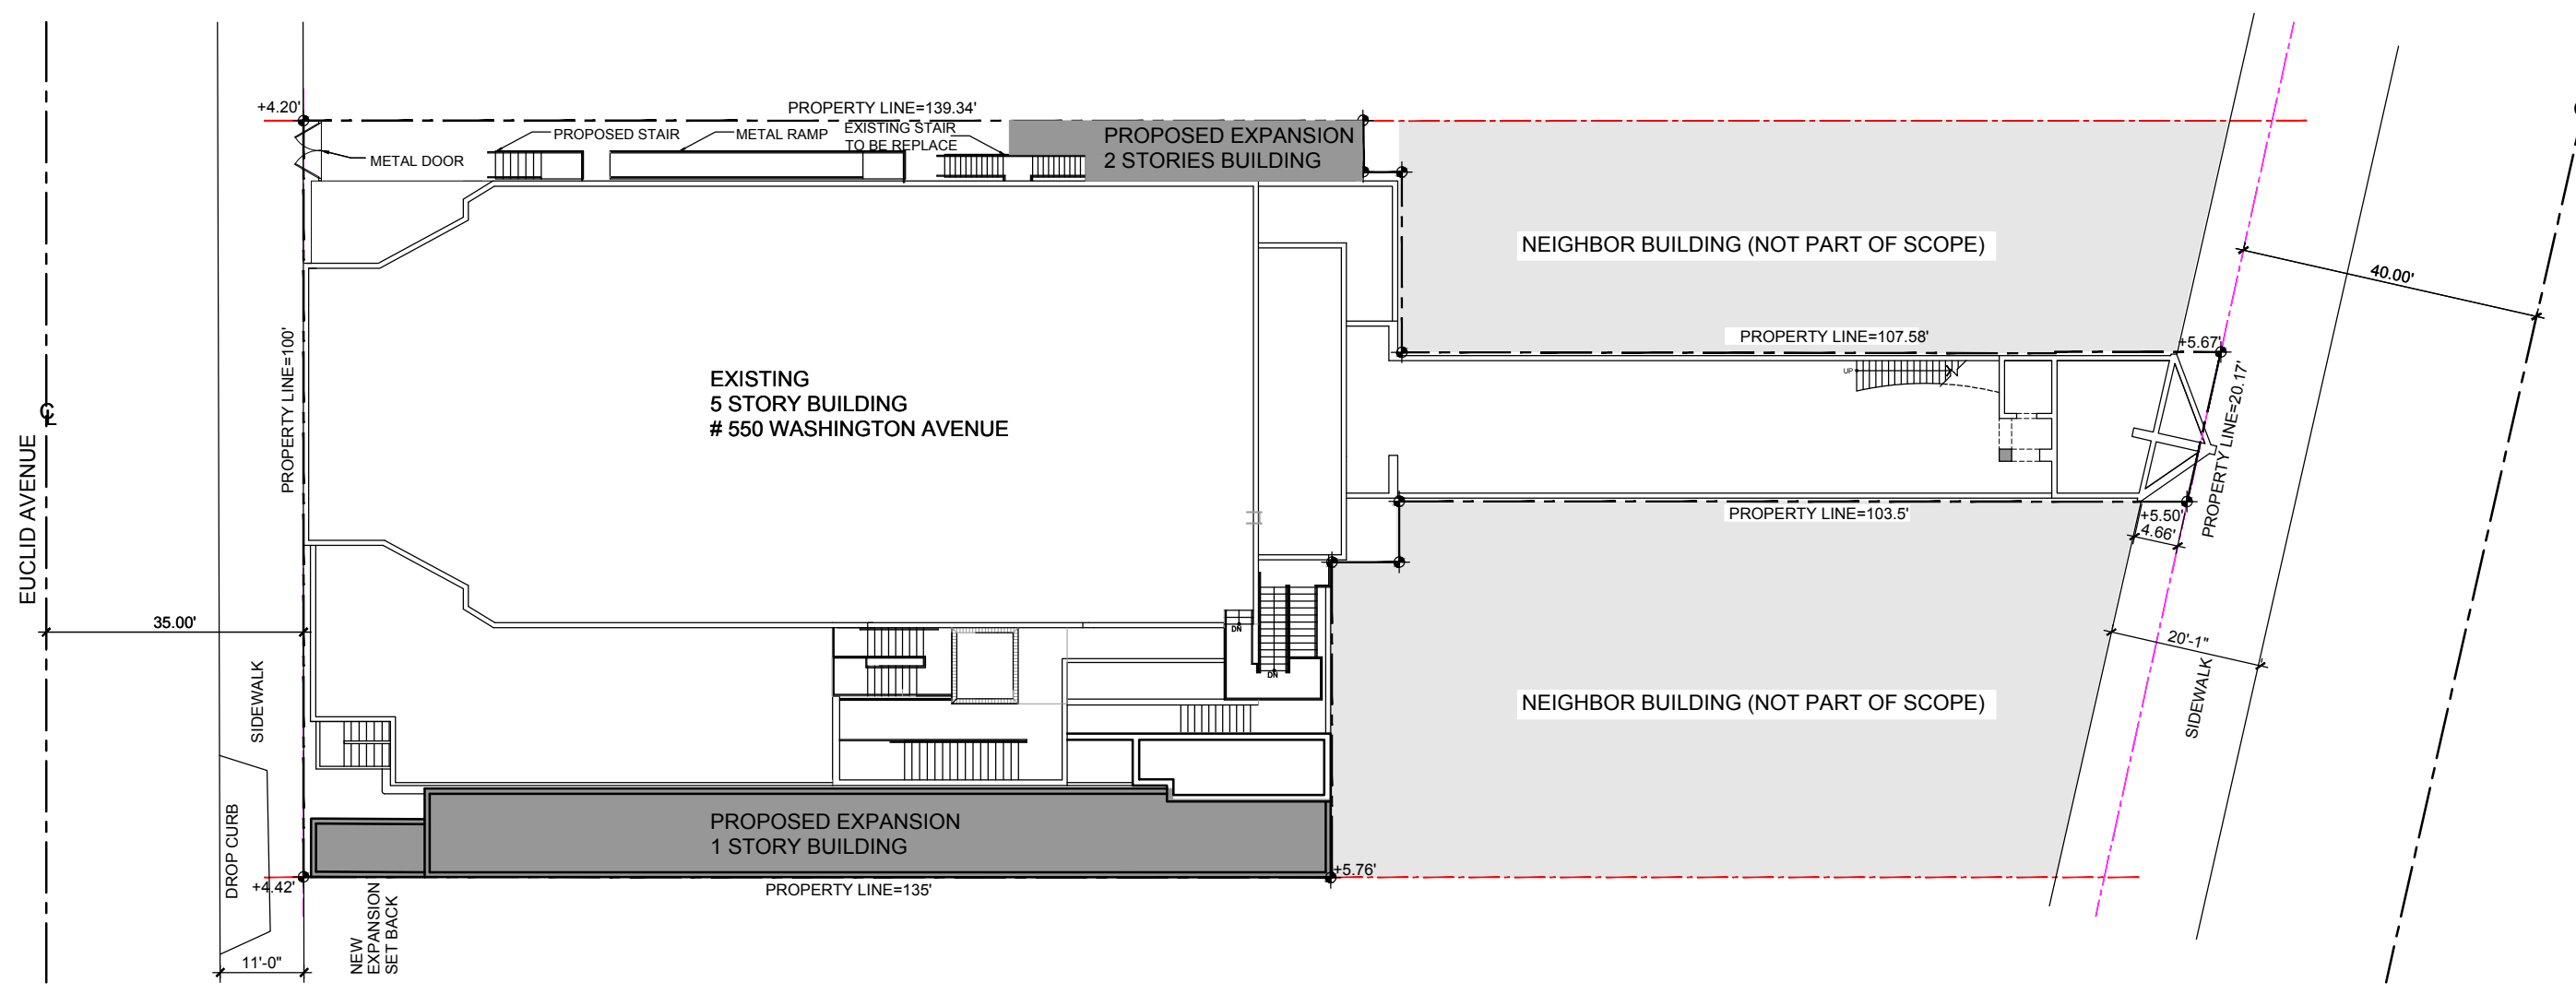 +4.20'
PROPERTY LINE=139.34'
PROPOSED STAIR
METAL RAMP
EXISTING STAIR
TO BE REPLACE
METAL DOOR
PROPOSED EXPANSION
2 STORIES BUILDING
NEIGHBOR BUILDING (NOT PART OF SCOPE)
40.00'
PROPERTY LINE=107.58'
+5.67'
PROPERTY LINE=100'
EXISTING
5 STORY BUILDING
# 550 WASHINGTON AVENUE
UP
PROPERTY LINE=20.17'
CL
EUCLID AVENUE
PROPERTY LINE=103.5'
+5.50'
4.66'
35.00'
DN
DN
20'-1"
SIDEWALK
SIDEWALK
NEIGHBOR BUILDING (NOT PART OF SCOPE)
DROP CURB
PROPOSED EXPANSION
1 STORY BUILDING
+4.42'
PROPERTY LINE=135'
+5.76'
NEW
EXPANSION
SET BACK
11'-0"